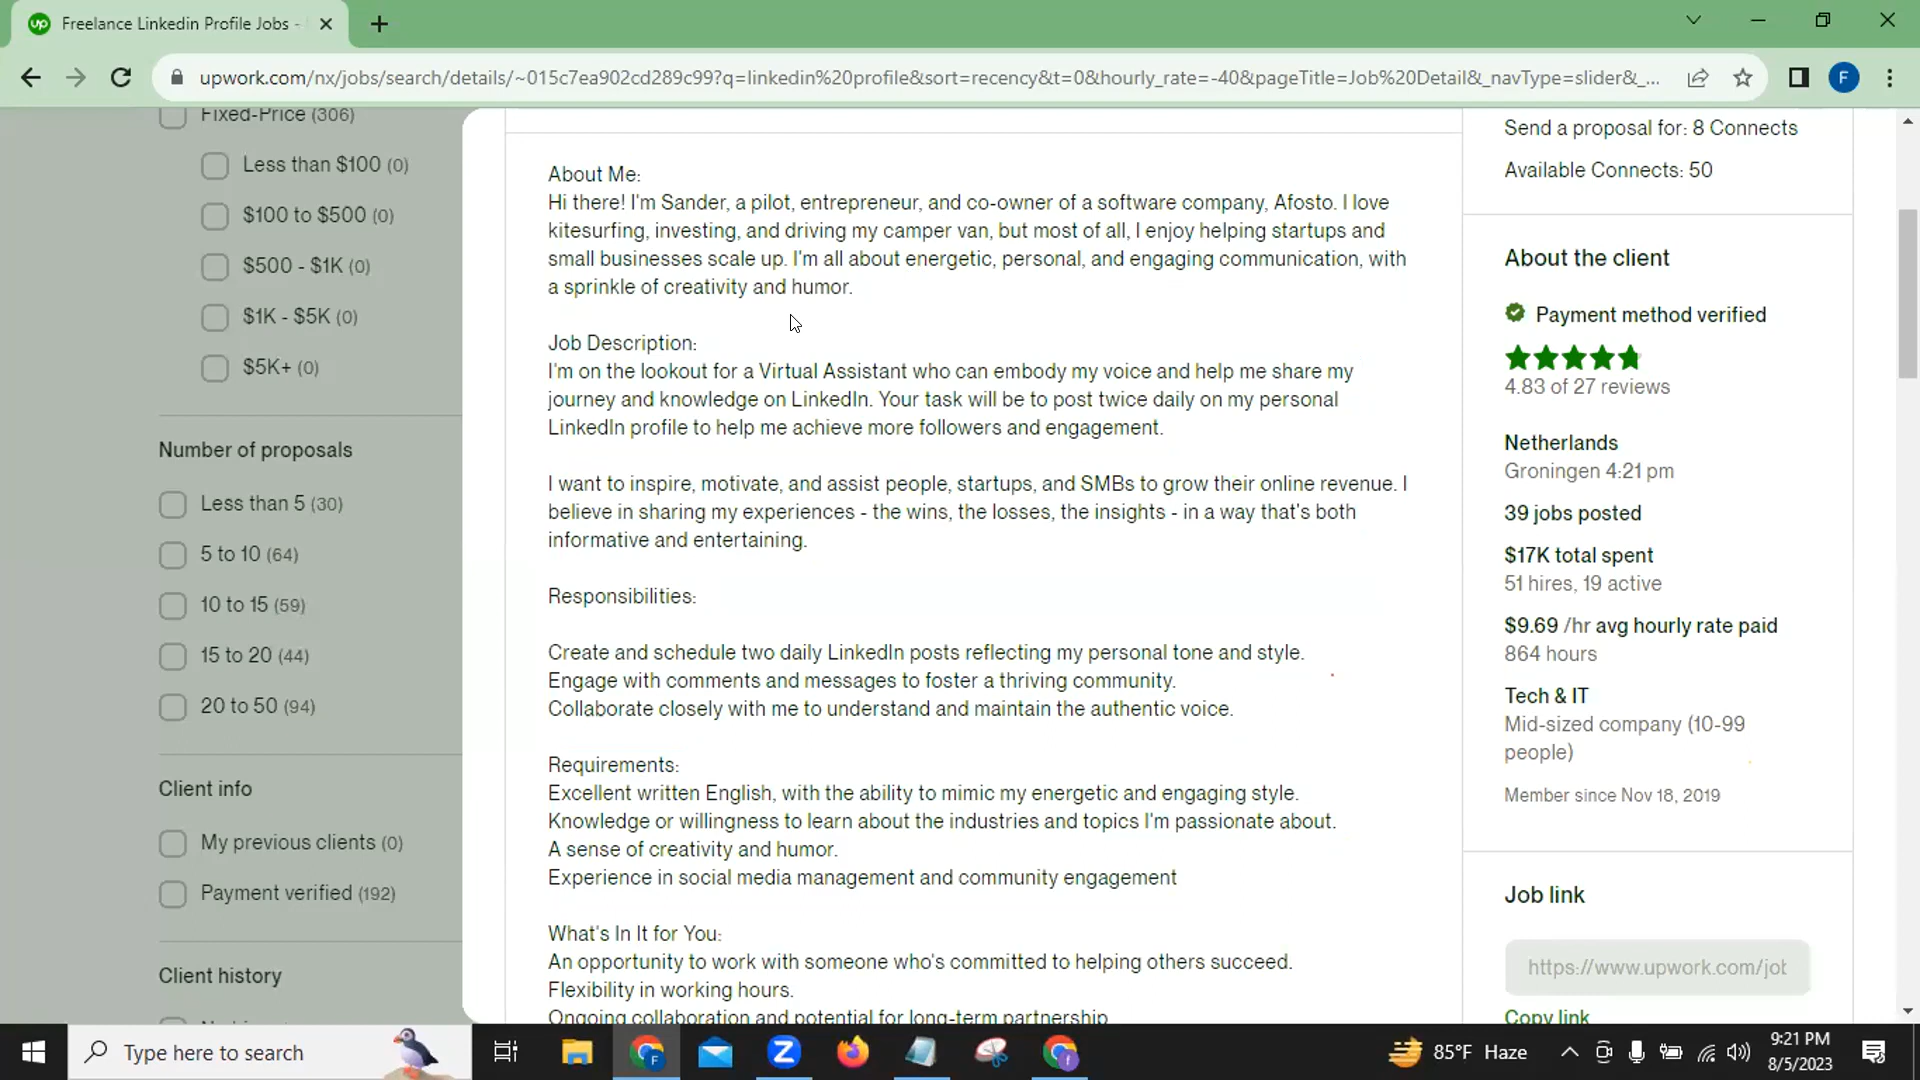 Freelance Linkedin Profile Jobs -
upwork.com/nx/jobs/search/details/~015c7ea902cd289c99?q=linkedin%20profile&sort=recency&t=0&hourly_rate=-40&pageTitle=Job%20Detail&_navType=slider&_...
F
Fixed-Price (306)
Less than $100 (0)
$100 to $500 (0)
$500 - $1K (0)
$1K - $5K (0)
$5K+ (0)
Number of proposals
Less than 5 (30)
5 to 10 (64)
10 to 15 (59)
15 to 20 (44)
20 to 50 (94)
Client info
My previous clients (0)
Payment verified (192)
Client history
About Me:
Hi there! I'm Sander, a pilot, entrepreneur, and co-owner of a software company, Afosto. I love
kitesurfing, investing, and driving my camper van, but most of all, I enjoy helping startups and
small businesses scale up. I'm all about energetic, personal, and engaging communication, with
a sprinkle of creativity and humor.
Job Description:
I'm on the lookout for a Virtual Assistant who can embody my voice and help me share my
journey and knowledge on LinkedIn. Your task will be to post twice daily on my personal
LinkedIn profile to help me achieve more followers and engagement.
I want to inspire, motivate, and assist people, startups, and SMBs to grow their online revenue. I
believe in sharing my experiences - the wins, the losses, the insights - in a way that's both
informative and entertaining.
Responsibilities:
Create and schedule two daily LinkedIn posts reflecting my personal tone and style.
Engage with comments and messages to foster a thriving community.
Collaborate closely with me to understand and maintain the authentic voice.
Requirements:
Excellent written English, with the ability to mimic my energetic and engaging style.
Knowledge or willingness to learn about the industries and topics I'm passionate about.
A sense of creativity and humor.
Experience in social media management and community engagement
What's In It for You:
An opportunity to work with someone who's committed to helping others succeed.
Flexibility in working hours.
Ongoing collaboration and potential for long-term partnership
Send a proposal for: 8 Connects
Available Connects: 50
About the client
Payment method verified
4.83 of 27 reviews
Netherlands
Groningen 4:21 pm
39 jobs posted
$17K total spent
51 hires, 19 active
$9.69 /hr avg hourly rate paid
864 hours
Tech & IT
Mid-sized company (10-99
people)
Member since Nov 18, 2019
Job link
https://www.upwork.com/job
Copy link
Type here to search
85°F Haze
9:21 PM
8/5/2023